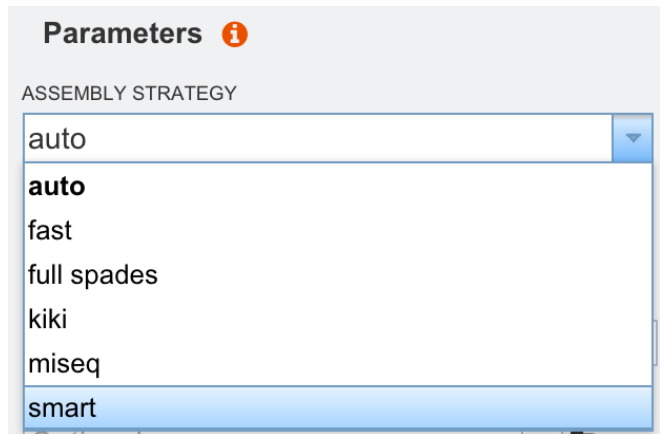 Parameters
ASSEMBLY STRATEGY
auto
auto
fast
full spades
kiki
miseq
smart